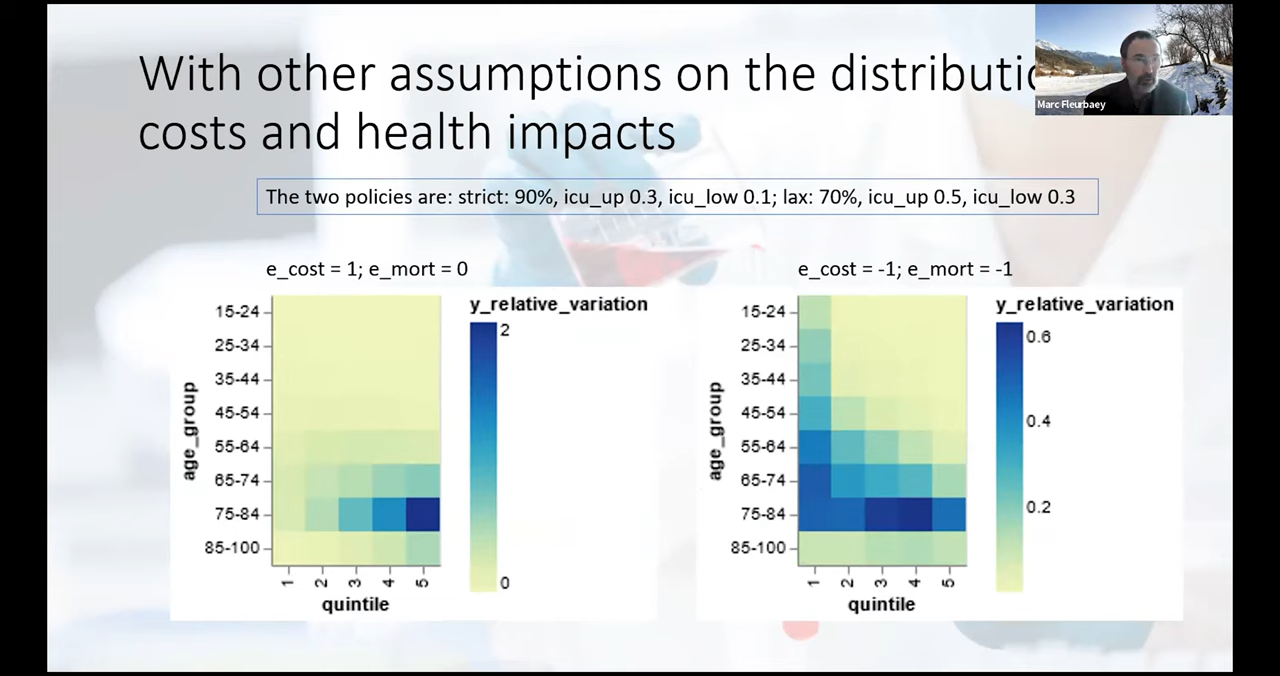 With other assumptions on the
costs and health impacts
Marc Fleurbaey
The two policies are: strict: 90%, icu_up 0.3, icu_low 0.1; lax: 70%, icu_up 0.5, icu_low 0.3
e_cost = 1; e_mort = 0
y_relative_variation
2
0
age_group
15-24
25-34
35-44
45-54
55-64
65-74
75-84
85-100
1 2 3 4 5
quintile
e_cost = -1; e_mort = -1
y_relative_variation
0.6
0.4
0.2
age_group
15-24
25-34
35-44
45-54
55-64
65-74
75-84
85-100
1 2 3 4 5
quintile